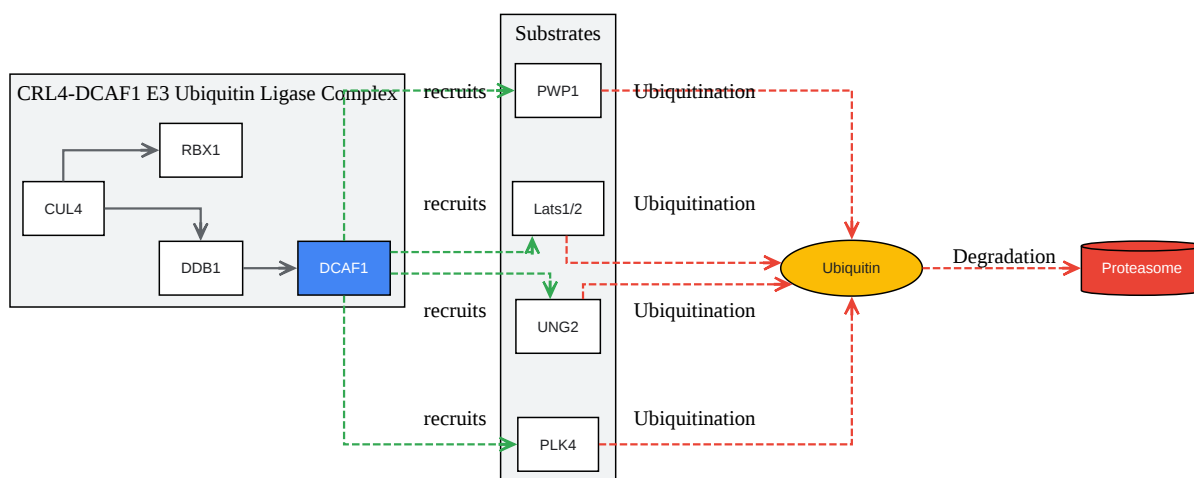 Substrates
CRL4-DCAF1 E3 Ubiquitin Ligase Complex
recruits
PWP1
Ubiquitination
RBX1
CUL4
recruits
Lats1/2
Ubiquitination
DDB1
DCAF1
Ubiquitin
Degradation
Proteasome
recruits
UNG2
Ubiquitination
recruits
PLK4
Ubiquitination